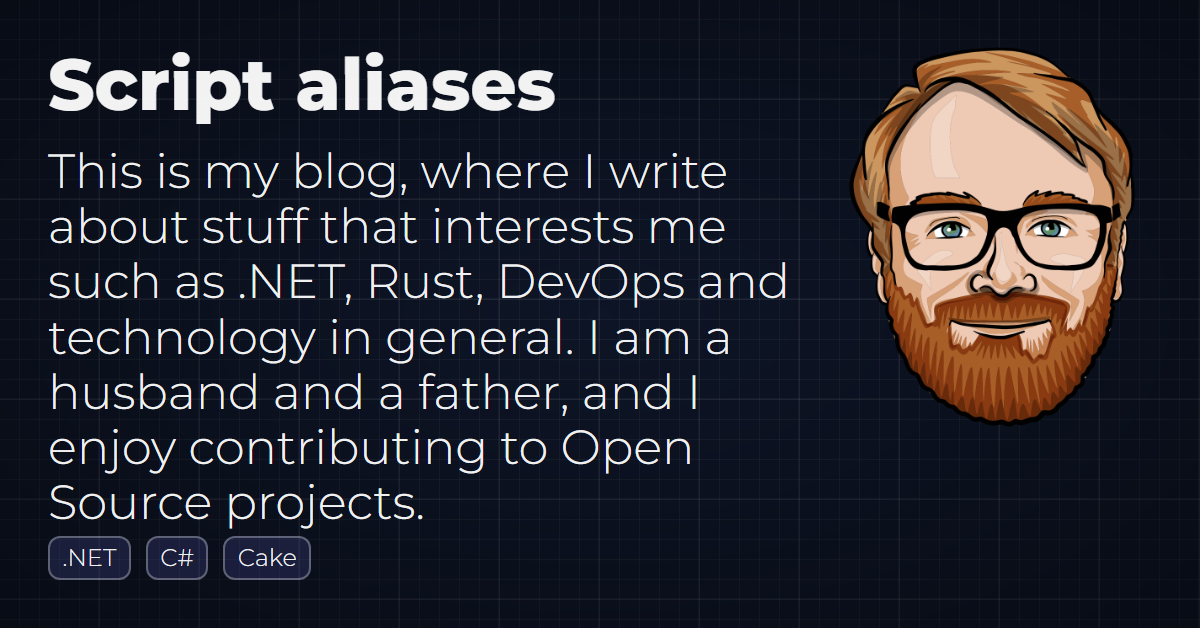 Script aliases
This is my blog, where I write
about stuff that interests me
such as .NET, Rust, DevOps and
technology in general. I am a
husband and a father, and I
enjoy contributing to Open
Source projects.
.NET C# Cake